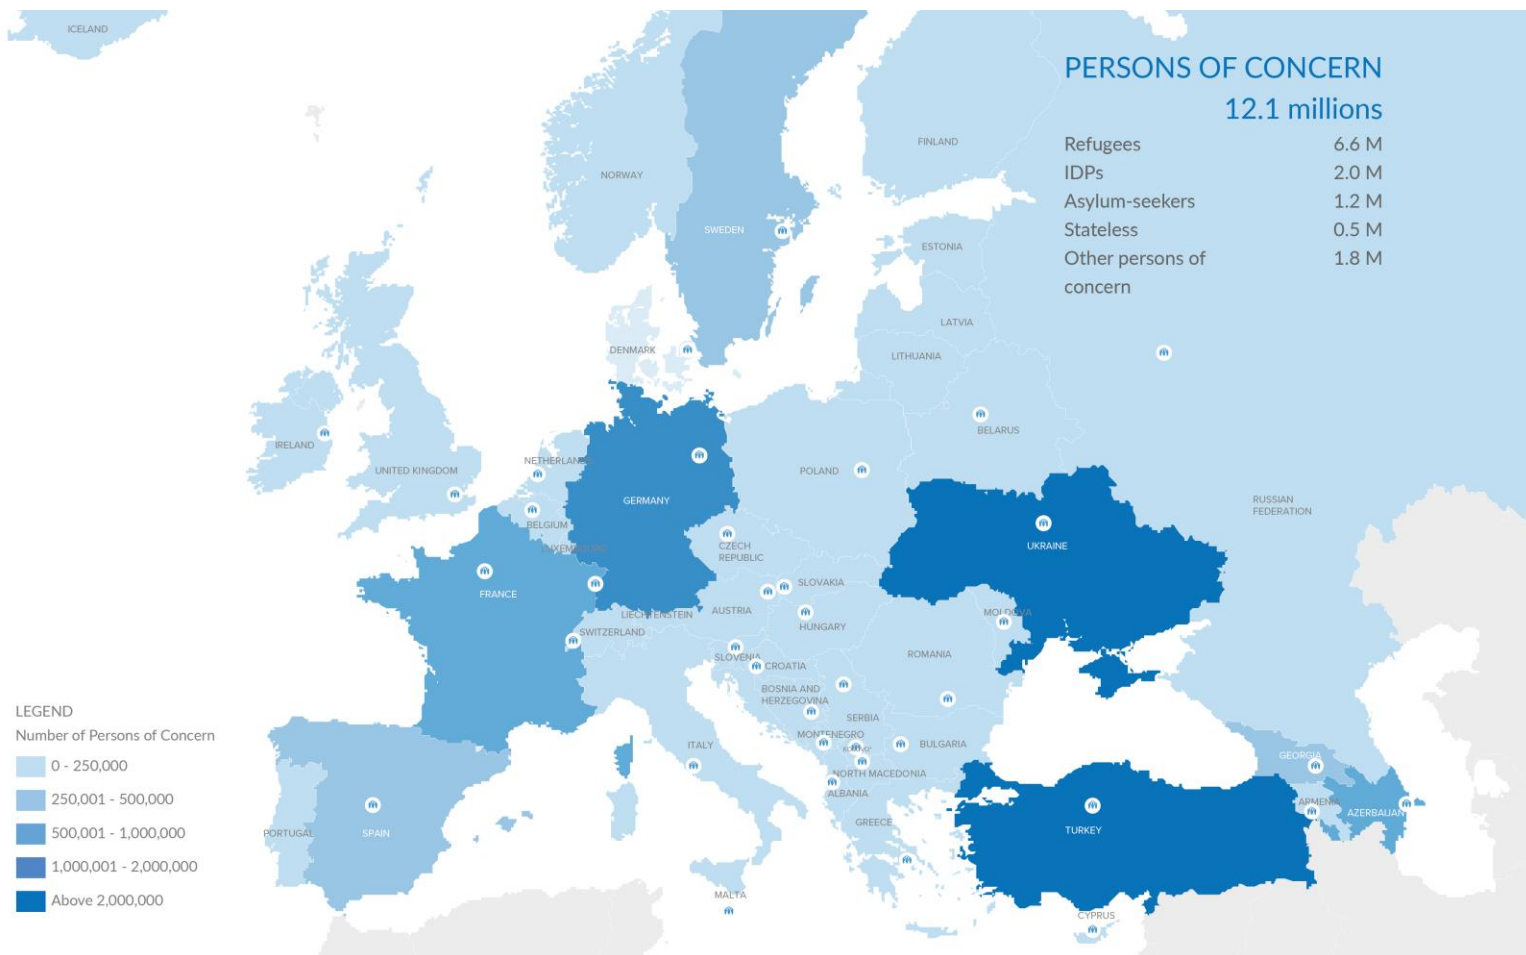 ICELAND
PERSONS OF CONCERN
12.1 millions
Refugees 6.6 M
IDPs 2.0 M
Asylum-seekers 1.2 M
Stateless 0.5 M
Other persons of 1.8 M
concern
FINLAND
NORWAY
SWEDEN
ESTONIA
LATVIA
DENMARK
LITHUANIA
BELARUS
IRELAND
UNITED KINGDOM
NETHERLANDS
POLAND
GERMANY
RUSSIAN
FEDERATION
BELGIUM
LUXEMBOURG
CZECH
REPUBLIC
UKRAINE
FRANCE
SLOVAKIA
LIECHTENSTEIN
AUSTRIA
MOLDOVA
HUNGARY
SWITZERLAND
SLOVENIA
CROATIA
ROMANIA
BOSNIA AND
HERZEGOVINA
SERBIA
MONTENEGRO
ITALY
BULGARIA
NORTH MACEDONIA
ALBANIA
GREECE
GEORGIA
ARMENIA
AZERBAIJAN
TURKEY
PORTUGAL
SPAIN
MALTA
CYPRUS
LEGEND
Number of Persons of Concern
0 - 250,000
250,001 - 500,000
500,001 - 1,000,000
1,000,001 - 2,000,000
Above 2,000,000